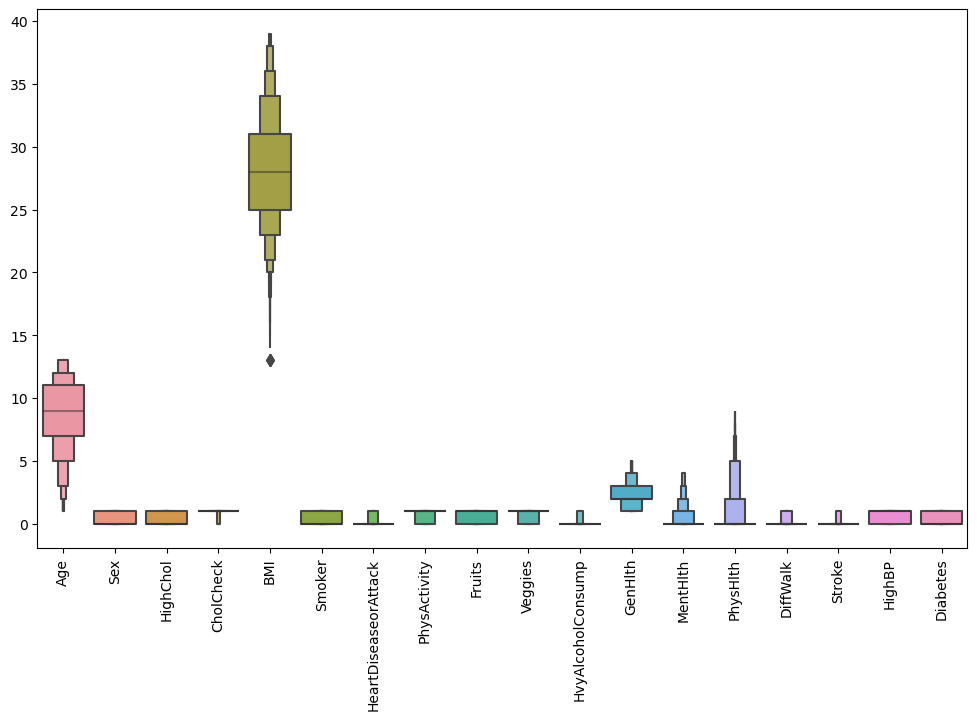 40
35
30
25
20
15
10
5
0
Age
Sex
HighChol
CholCheck
BMI
Smoker
HeartDiseaseorAttack
PhysActivity
Fruits
Veggies
HvyAlcoholConsump
GenHlth
MentHlth
PhysHlth
DiffWalk
Stroke
HighBP
Diabetes